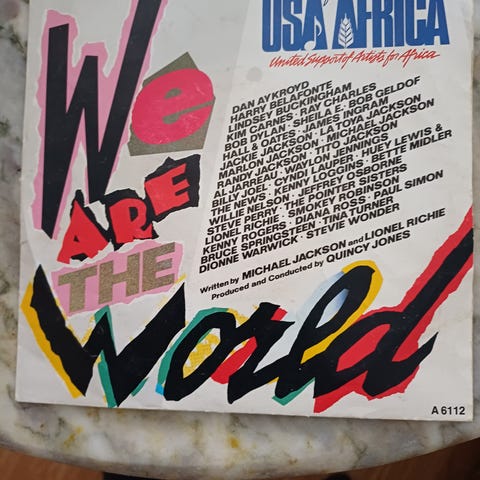 USA AFRICA
United Support of Artists for Africa
We
ARE
THE
World
DAN AYKROYD
HARRY BELAFONTE
LINDSEY BUCKINGHAM
KIM CARNES · RAY CHARLES
BOB DYLAN · SHEILA E · BOB GELDOF
HALL & OATES · JAMES INGRAM
JACKIE JACKSON · LA TOYA JACKSON
MARLON JACKSON · MICHAEL JACKSON
RANDY JACKSON · TITO JACKSON
AL JARREAU · WAYLON JENNINGS
BILLY JOEL · CYNDI LAUPER · HUEY LEWIS &
THE NEWS · KENNY LOGGINS · BETTE MIDLER
WILLIE NELSON · JEFFREY OSBORNE
STEVE PERRY · THE POINTER SISTERS
LIONEL RICHIE · SMOKEY ROBINSON
KENNY ROGERS · DIANA ROSS · PAUL SIMON
BRUCE SPRINGSTEEN · TINA TURNER
DIONNE WARWICK · STEVIE WONDER
Written by MICHAEL JACKSON and LIONEL RICHIE
Produced and Conducted by QUINCY JONES
A 6112